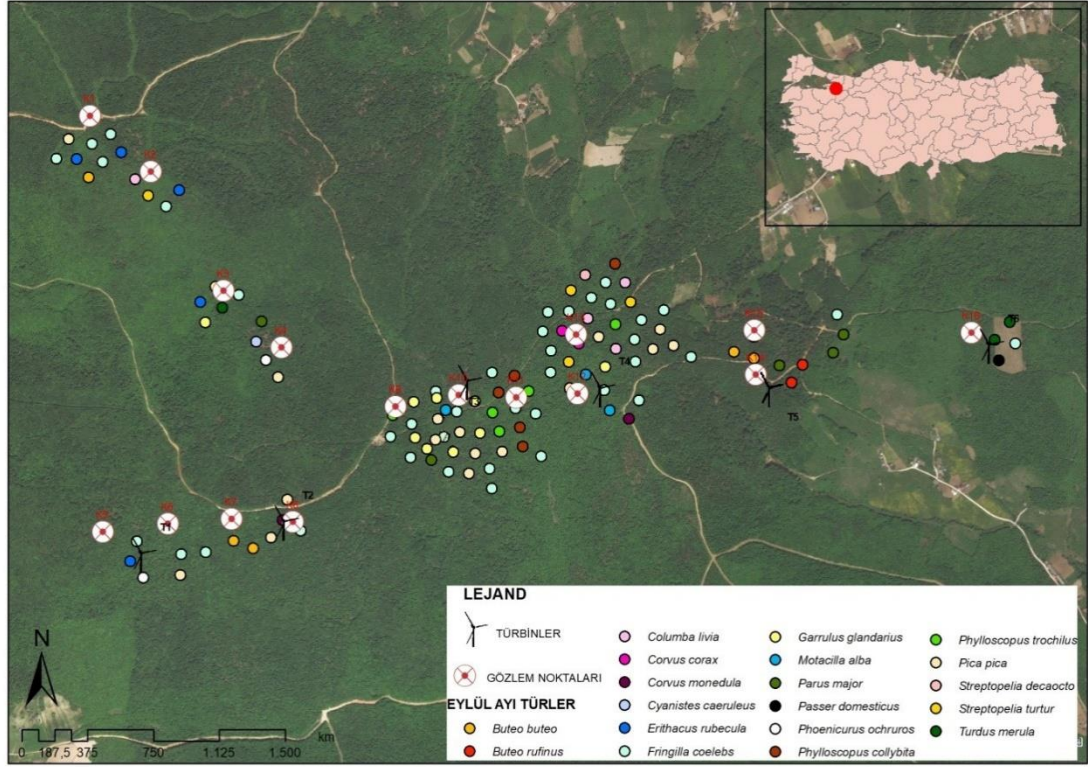 T4
T5
T2
T1
N
0 187,5 375 750 1.125 1.500 km
LEJAND
TÜRBİNLER
GÖZLEM NOKTALARI
EYLÜL AYI TÜRLER
Buteo buteo
Buteo rufinus
Columba livia
Corvus corax
Corvus monedula
Cyanistes caeruleus
Erithacus rubecula
Fringilla coelebs
Garrulus glandarius
Motacilla alba
Parus major
Passer domesticus
Phoenicurus ochruros
Phylloscopus collybita
Phylloscopus trochilus
Pica pica
Streptopelia decaocto
Streptopelia turtur
Turdus merula